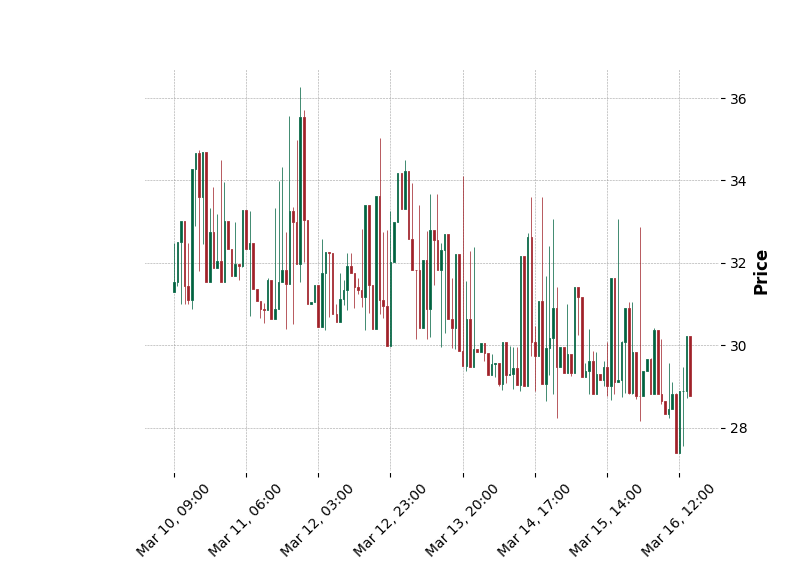 36
34
32
30
28
Price
Mar 10, 09:00
Mar 11, 06:00
Mar 12, 03:00
Mar 12, 23:00
Mar 13, 20:00
Mar 14, 17:00
Mar 15, 14:00
Mar 16, 12:00